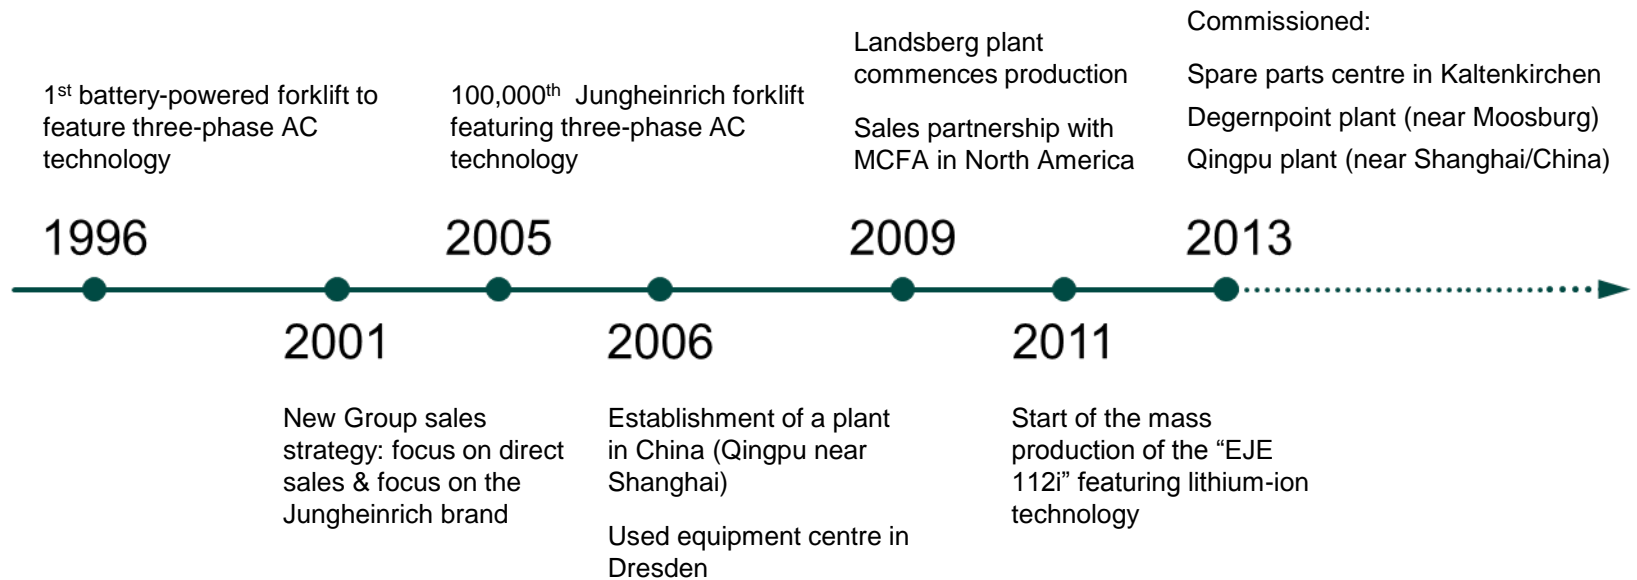 1st battery-powered forklift to
feature three-phase AC
technology
1996
2001
New Group sales
strategy: focus on direct
sales & focus on the
Jungheinrich brand
100,000th Jungheinrich forklift
featuring three-phase AC
technology
2005
2006
Establishment of a plant
in China (Qingpu near
Shanghai)
Used equipment centre in
Dresden
Landsberg plant
commences production
Sales partnership with
MCFA in North America
2009
2011
Start of the mass
production of the “EJE
112i” featuring lithium-ion
technology
Commissioned:
Spare parts centre in Kaltenkirchen
Degernpoint plant (near Moosburg)
Qingpu plant (near Shanghai/China)
2013